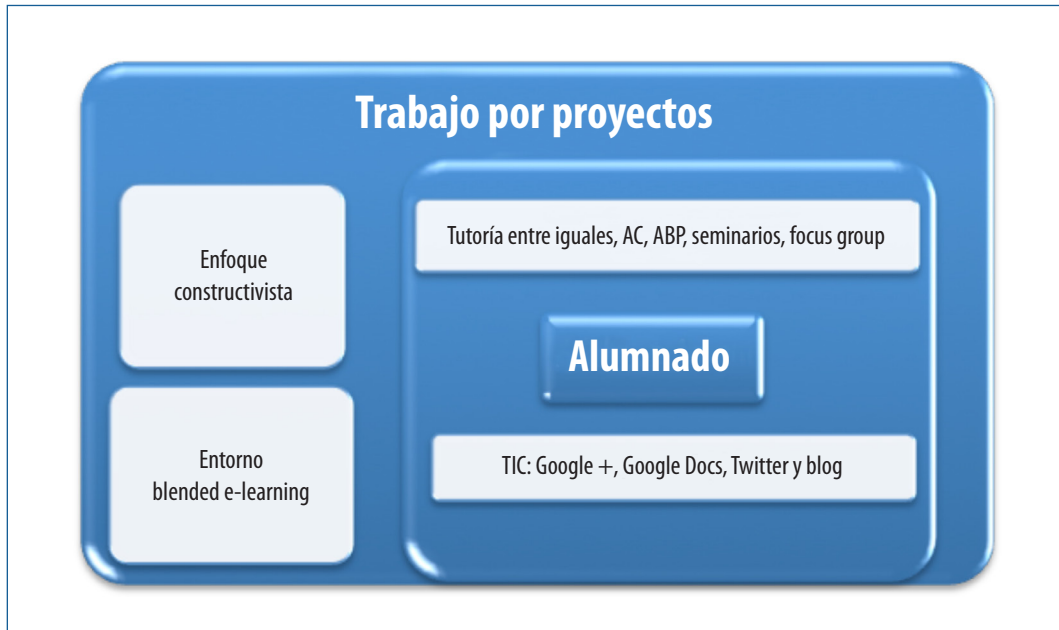 Trabajo por proyectos
Enfoque
constructivista
Entorno
blended e-learning
Tutoría entre iguales, AC, ABP, seminarios, focus group
Alumnado
TIC: Google +, Google Docs, Twitter y blog